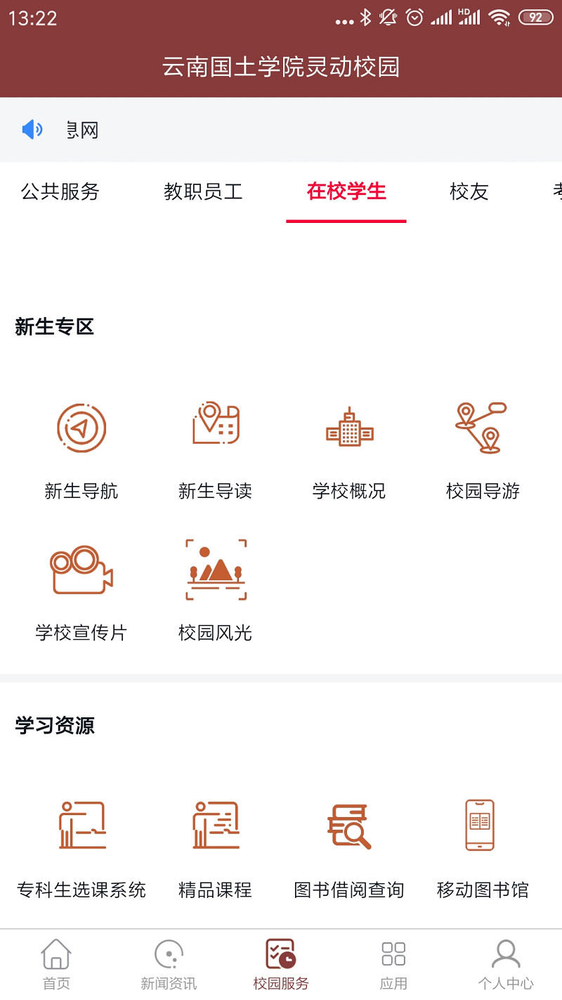 13:22 HD 92
云南国土学院灵动校园
息网
公共服务 教职员工 在校学生 校友
新生专区
新生导航 新生导读 学校概况 校园导游
学校宣传片 校园风光
学习资源
专科生选课系统 精品课程 图书借阅查询 移动图书馆
首页 新闻资讯 校园服务 应用 个人中心